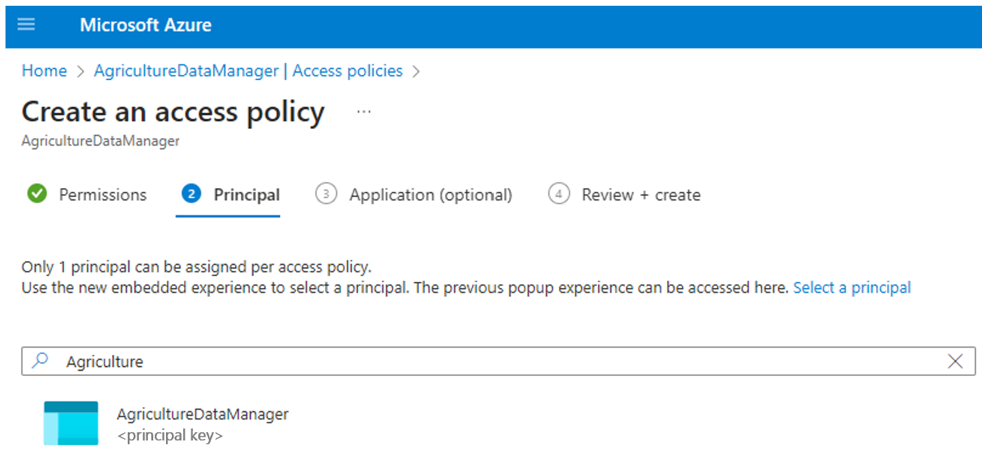 Microsoft Azure
Home > AgricultureDataManager | Access policies >
Create an access policy ...
AgricultureDataManager
Permissions 2 Principal 3 Application (optional) 4 Review + create
Only 1 principal can be assigned per access policy.
Use the new embedded experience to select a principal. The previous popup experience can be accessed here. Select a principal
Agriculture
AgricultureDataManager
<principal key>